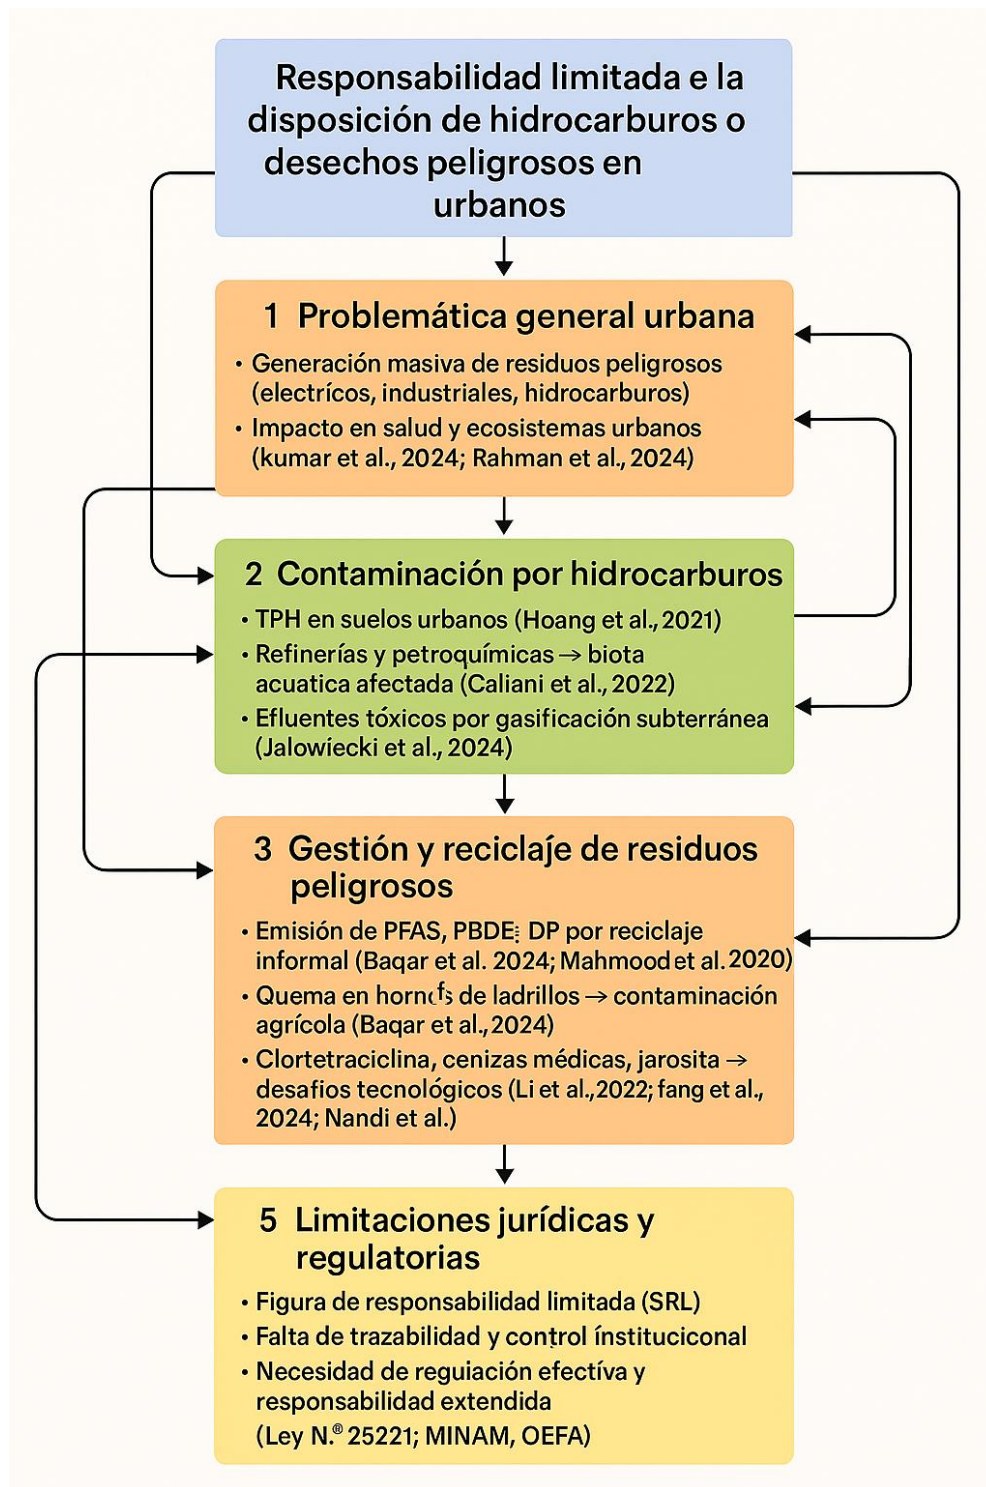 Responsabilidad limitada e la
disposición de hidrocarburos o
desechos peligrosos en
urbanos
1 Problemática general urbana
• Generación masiva de residuos peligrosos
(electrícos, industriales, hidrocarburos)
• Impacto en salud y ecosistemas urbanos
(kumar et al., 2024; Rahman et al., 2024)
2 Contaminación por hidrocarburos
• TPH en suelos urbanos (Hoang et al., 2021)
• Refinerías y petroquímicas → biota
acuatica afectada (Caliani et al., 2022)
• Efluentes tóxicos por gasificación subterránea
(Jalowíecki et al., 2024)
3 Gestión y reciclaje de residuos
peligrosos
• Emisión de PFAS, DP por reciclaje
informal (Baqar et al. 2024; Mahmood et al. 2020)
• Quema en de ladrillos → contaminación
agrícola (Baqar et al., 2024)
• Clortetraciclina, cenizas médicas, jarosita →
desafios tecnológicos (Li et al., 2022; fang et al.,
2024; Nandi et al.)
5 Limitaciones jurídicas y
regulatorias
• Figura de responsabilidad limitada (SRL)
• Falta de trazabilidad y control ínstituciconal
• Necesidad de reguiación efectíva y
responsabilidad extendida
(Ley N.® 25221; MINAM, OEFA)